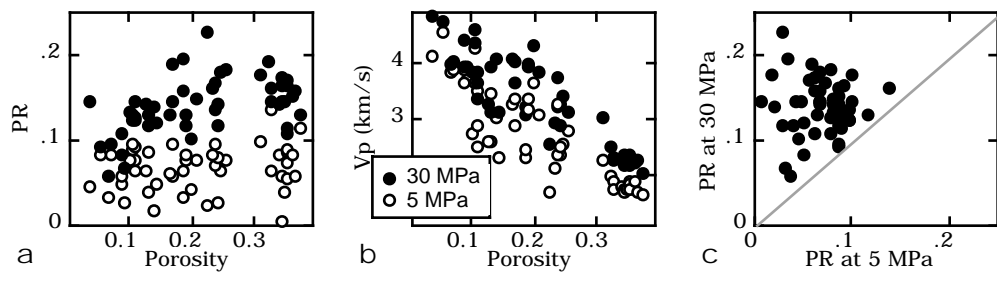 .2
.1
0
PR
0.1 0.2 0.3
Porosity
a
4
3
Vp (km/s)
30 MPa
5 MPa
0.1 0.2 0.3
Porosity
b
.2
.1
0
PR at 30 MPa
0 .1 .2
PR at 5 MPa
c